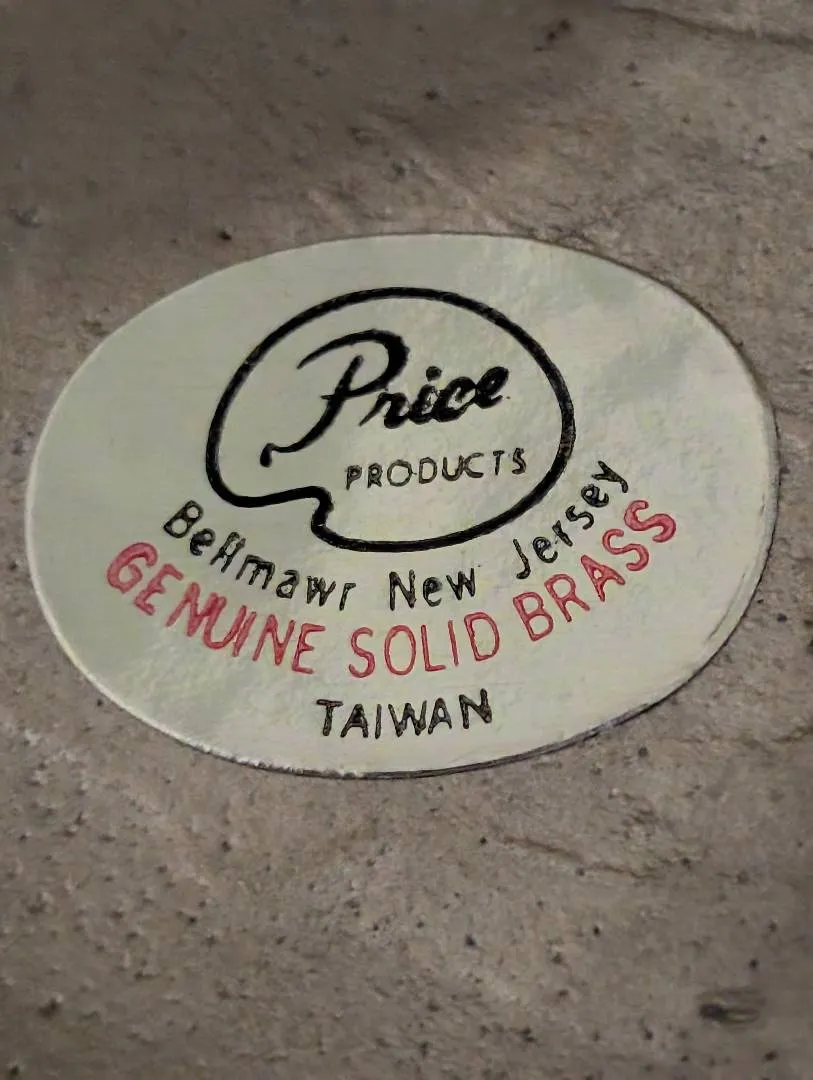 Price
PRODUCTS
Bellmawr New Jersey
GENUINE SOLID BRASS
TAIWAN